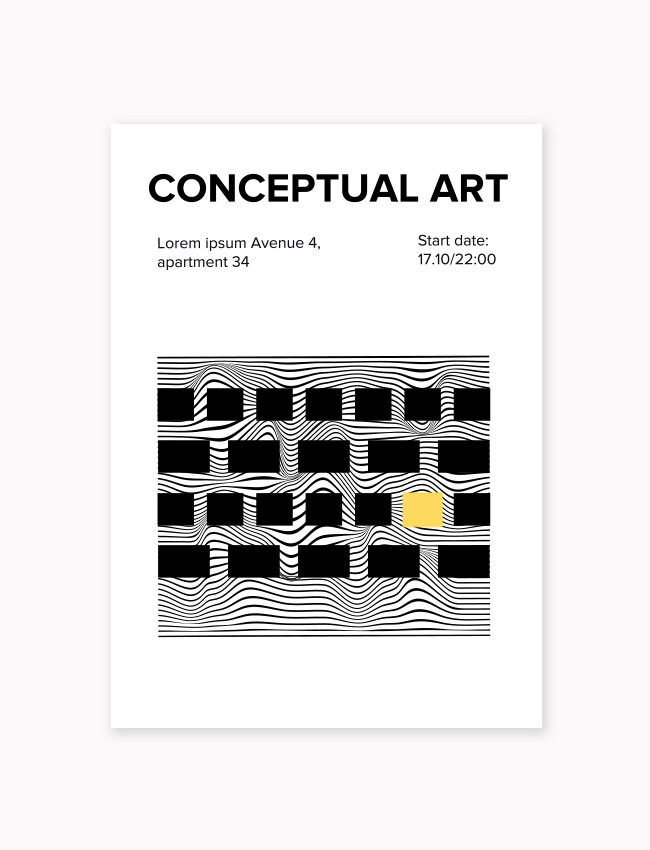 CONCEPTUAL ART
Lorem ipsum Avenue 4,
apartment 34
Start date:
17.10/22:00